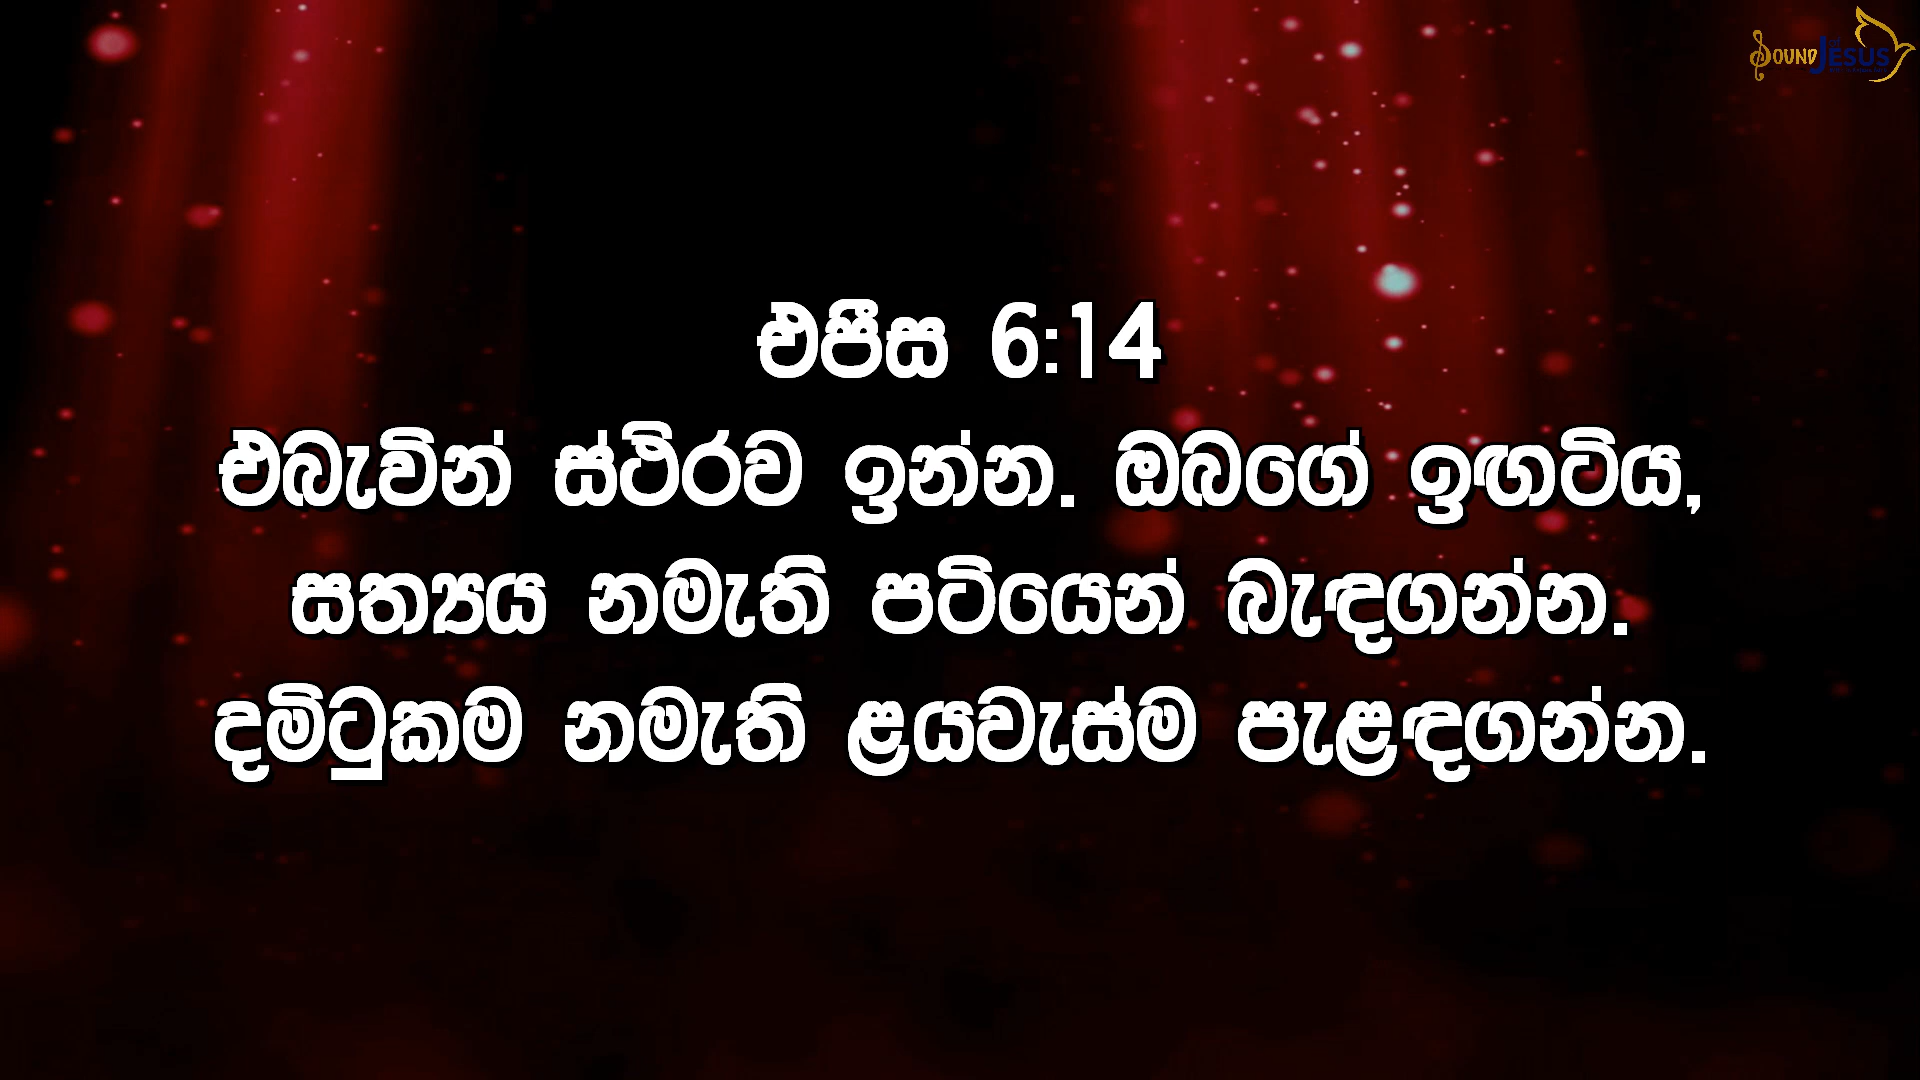 SOUND of JESUS
එපීස 6:14
එබැවින් ස්ථිරව ඉන්න. ඔබගේ ඉඟටිය,
සත්‍යය නමැති පටියෙන් බැඳගන්න.
දමිටුකම නමැති ළයවැස්ම පැළඳගන්න.